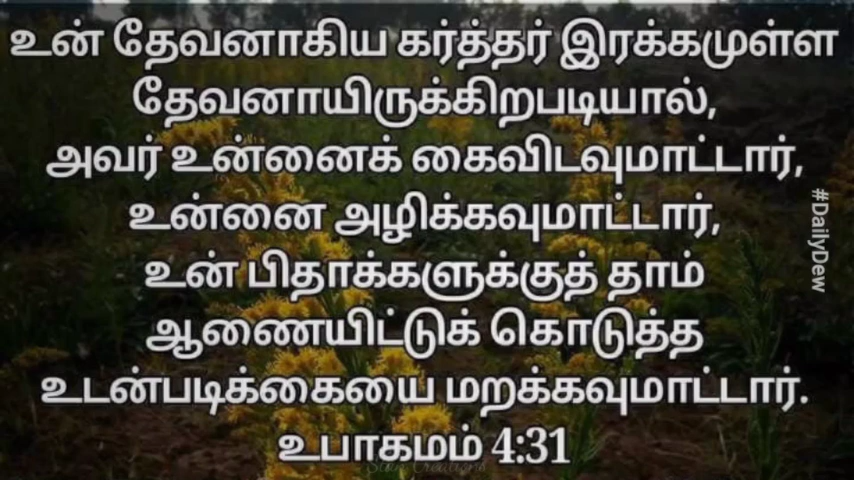 உன் தேவனாகிய கர்த்தர் இரக்கமுள்ள
தேவனாயிருக்கிறபடியால்,
அவர் உன்னைக் கைவிடவுமாட்டார்,
உன்னை அழிக்கவுமாட்டார்,
உன் பிதாக்களுக்குத் தாம்
ஆணையிட்டுக் கொடுத்த
உடன்படிக்கையை மறக்கவுமாட்டார்.
உபாகமம் 4:31
#DailyDew
Creations